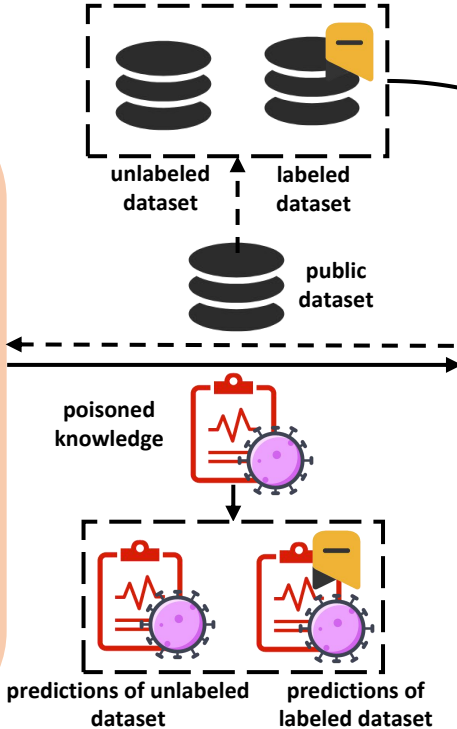 unlabeled
dataset
labeled
dataset
public
dataset
poisoned
knowledge
predictions of unlabeled
dataset
predictions of
labeled dataset